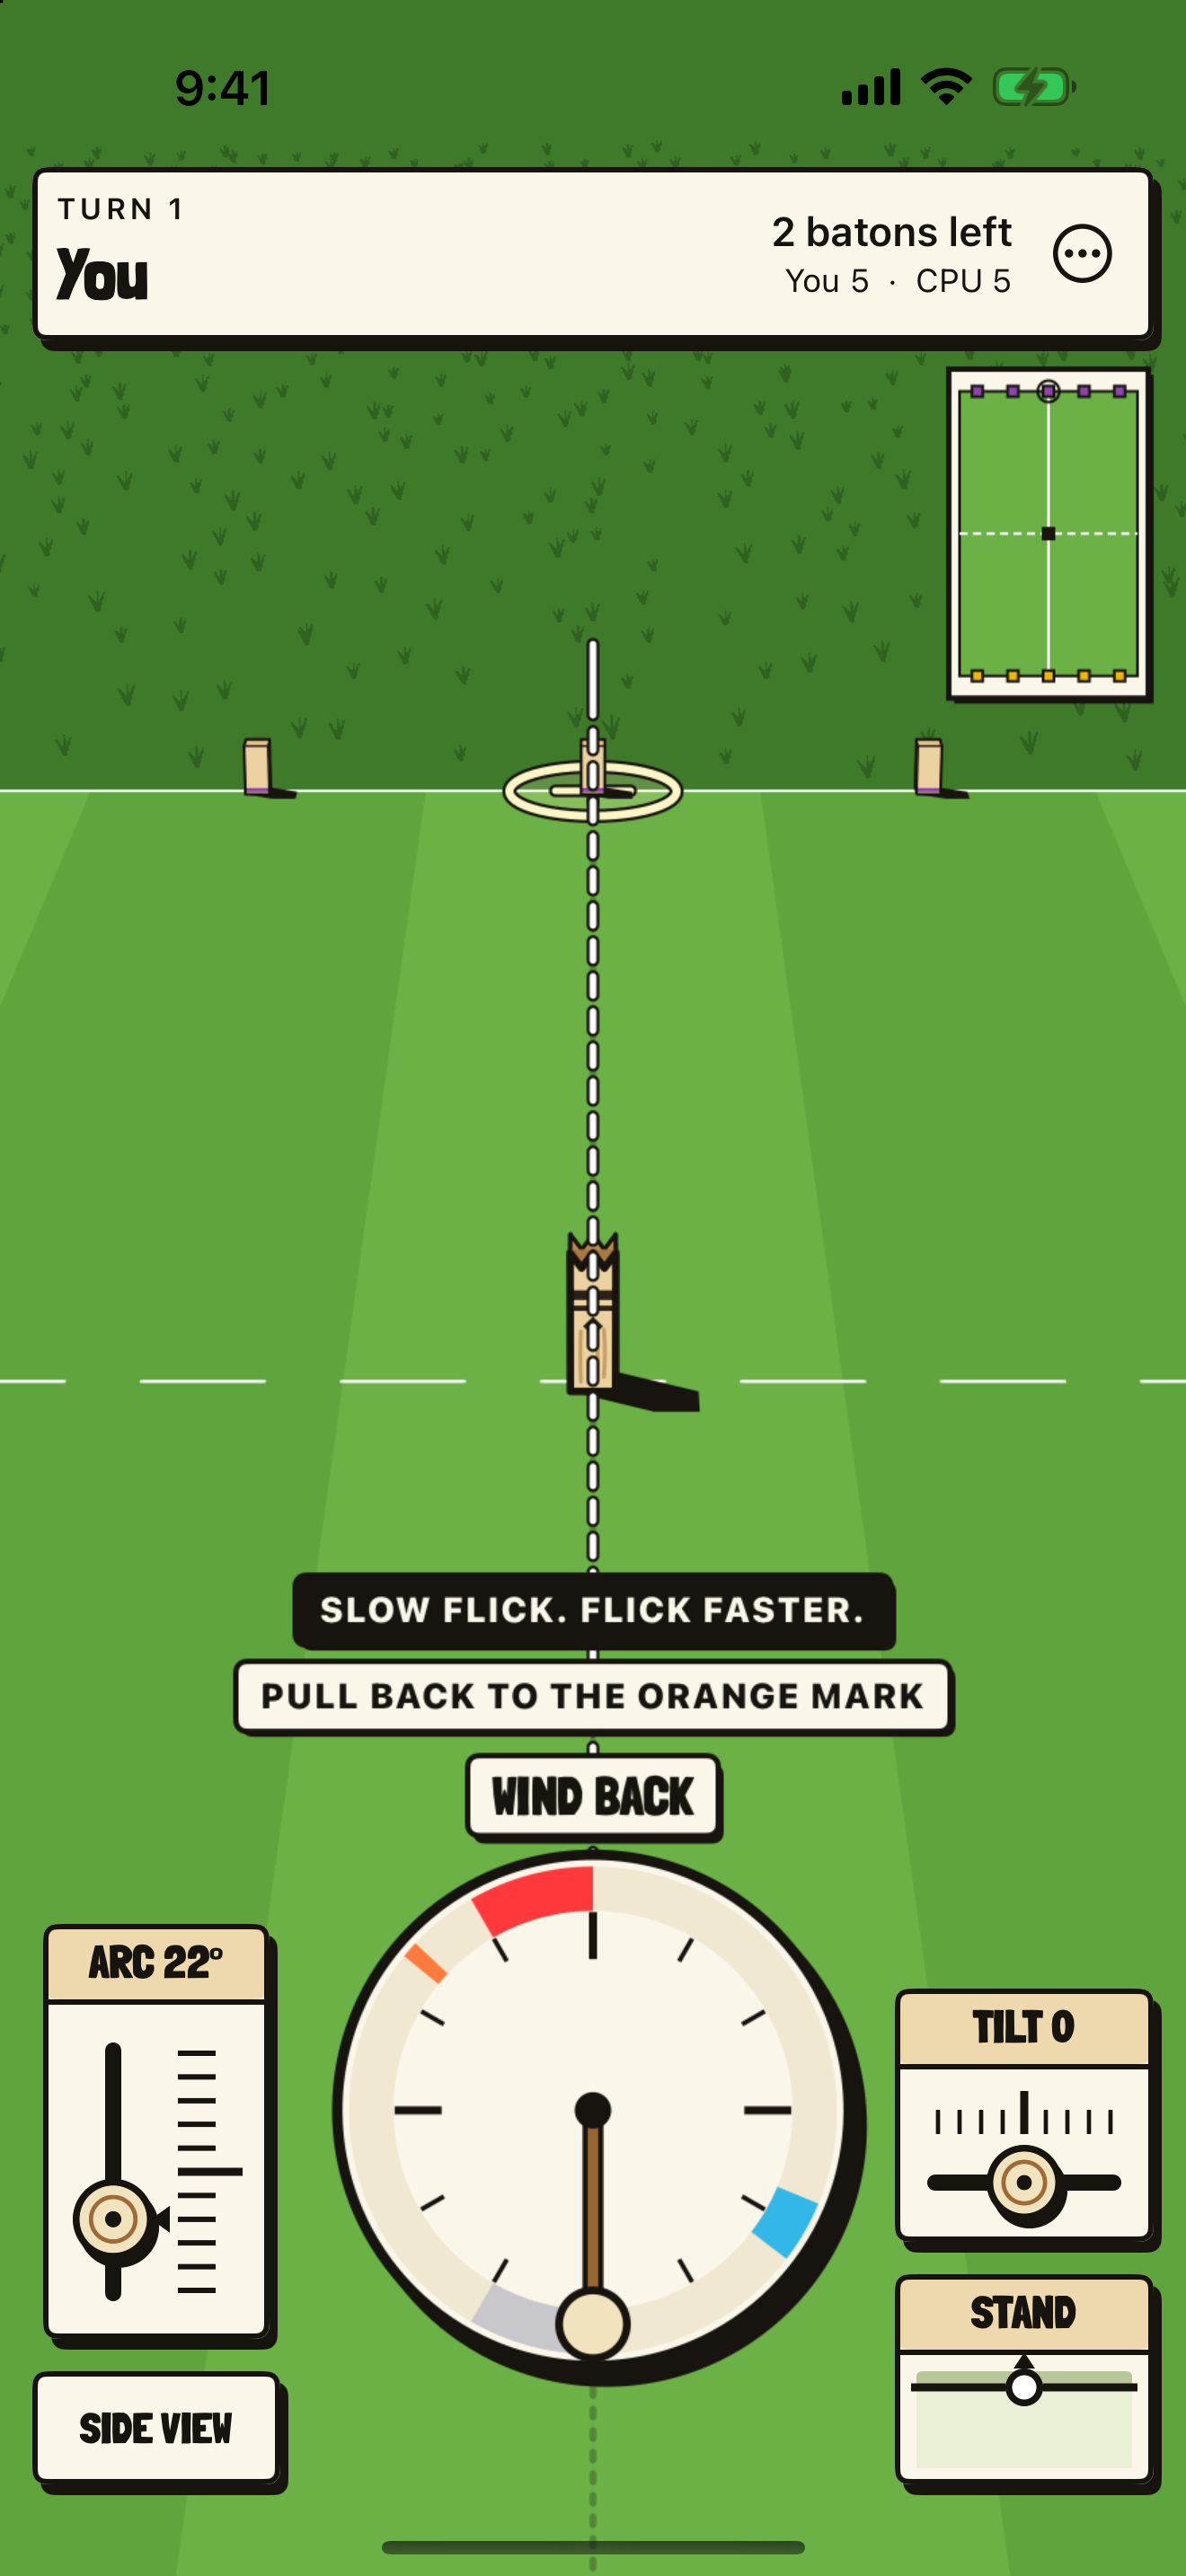 9:41
TURN 1
You
2 batons left
You 5 · CPU 5
SLOW FLICK. FLICK FASTER.
PULL BACK TO THE ORANGE MARK
WIND BACK
ARC 22°
TILT 0
STAND
SIDE VIEW